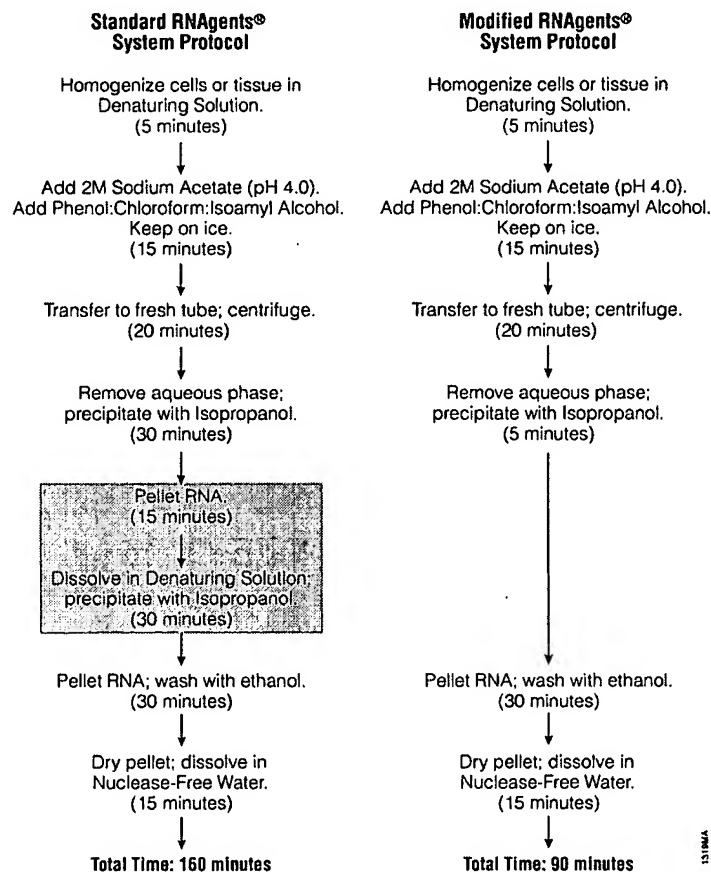 Standard RNAgents®
System Protocol
Homogenize cells or tissue in
Denaturing Solution.
(5 minutes)
Add 2M Sodium Acetate (pH 4.0).
Add Phenol:Chloroform:Isoamyl Alcohol.
Keep on ice.
(15 minutes)
Transfer to fresh tube; centrifuge.
(20 minutes)
Remove aqueous phase;
precipitate with Isopropanol.
(30 minutes)
Pellet RNA.
(15 minutes)
Dissolve in Denaturing Solution;
precipitate with Isopropanol.
(30 minutes)
Pellet RNA; wash with ethanol.
(30 minutes)
Dry pellet; dissolve in
Nuclease-Free Water.
(15 minutes)
Total Time: 160 minutes
Modified RNAgents®
System Protocol
Homogenize cells or tissue in
Denaturing Solution.
(5 minutes)
Add 2M Sodium Acetate (pH 4.0).
Add Phenol:Chloroform:Isoamyl Alcohol.
Keep on ice.
(15 minutes)
Transfer to fresh tube; centrifuge.
(20 minutes)
Remove aqueous phase;
precipitate with Isopropanol.
(5 minutes)
Pellet RNA; wash with ethanol.
(30 minutes)
Dry pellet; dissolve in
Nuclease-Free Water.
(15 minutes)
Total Time: 90 minutes
1319MA